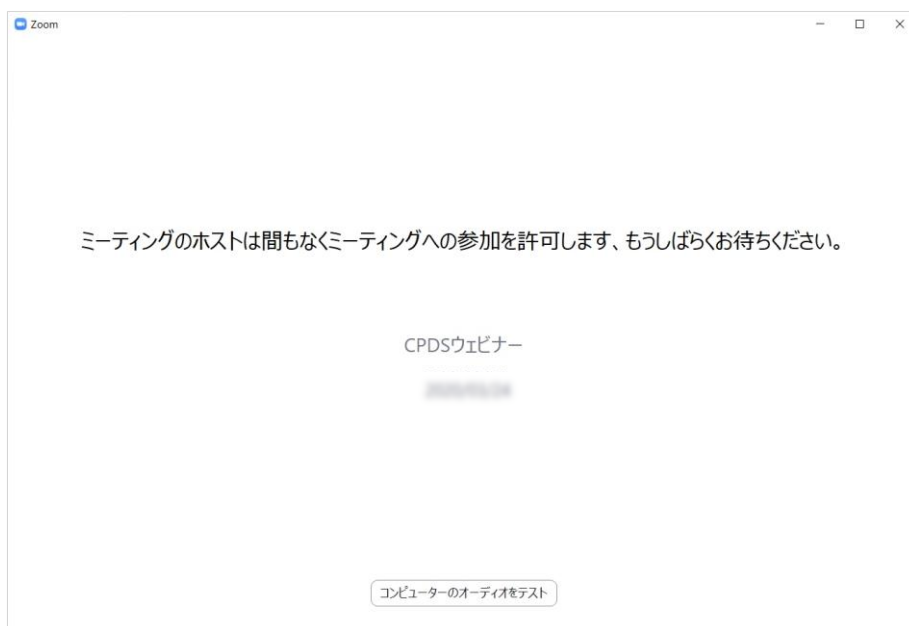 Zoom
ミーティングのホストは間もなくミーティングへの参加を許可します、もうしばらくお待ちください。
CPDSウェビナー
コンピューターのオーディオをテスト